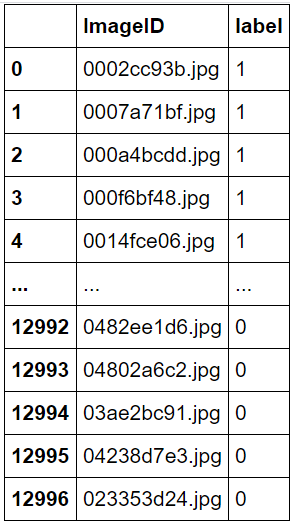 ImageID label
0 0002cc93b.jpg 1
1 0007a71bf.jpg 1
2 000a4bcdd.jpg 1
3 000f6bf48.jpg 1
4 0014fce06.jpg 1
... ... ...
12992 0482ee1d6.jpg 0
12993 04802a6c2.jpg 0
12994 03ae2bc91.jpg 0
12995 04238d7e3.jpg 0
12996 023353d24.jpg 0